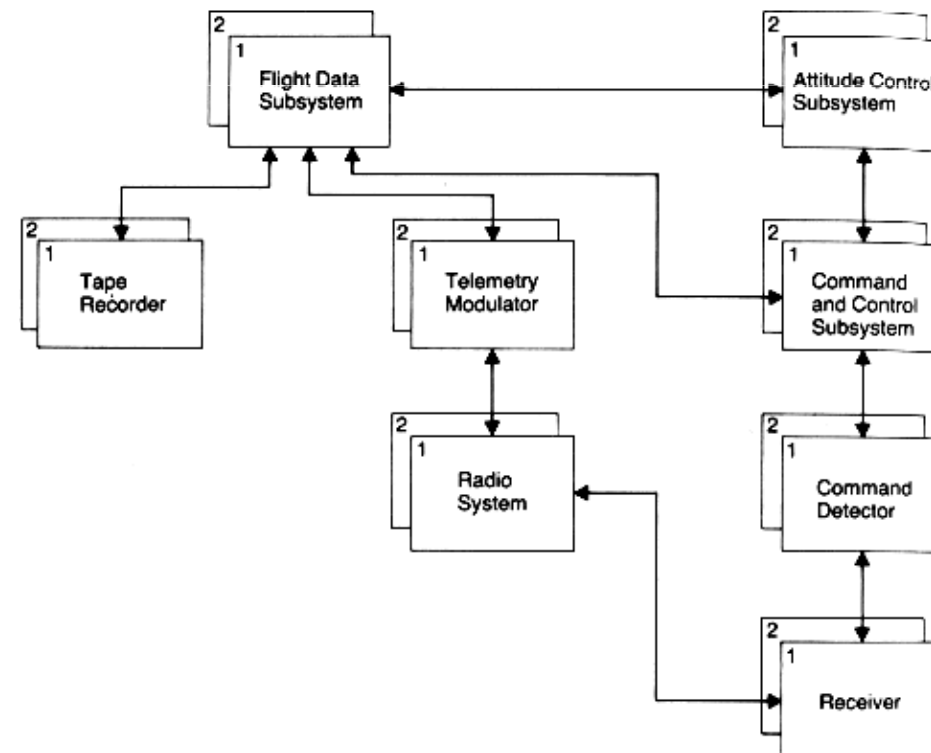 2
1
Flight Data
Subsystem
2
1
Attitude Control
Subsystem
2
1
Tape
Recorder
2
1
Telemetry
Modulator
2
1
Command
and Control
Subsystem
2
1
Radio
System
2
1
Command
Detector
2
1
Receiver